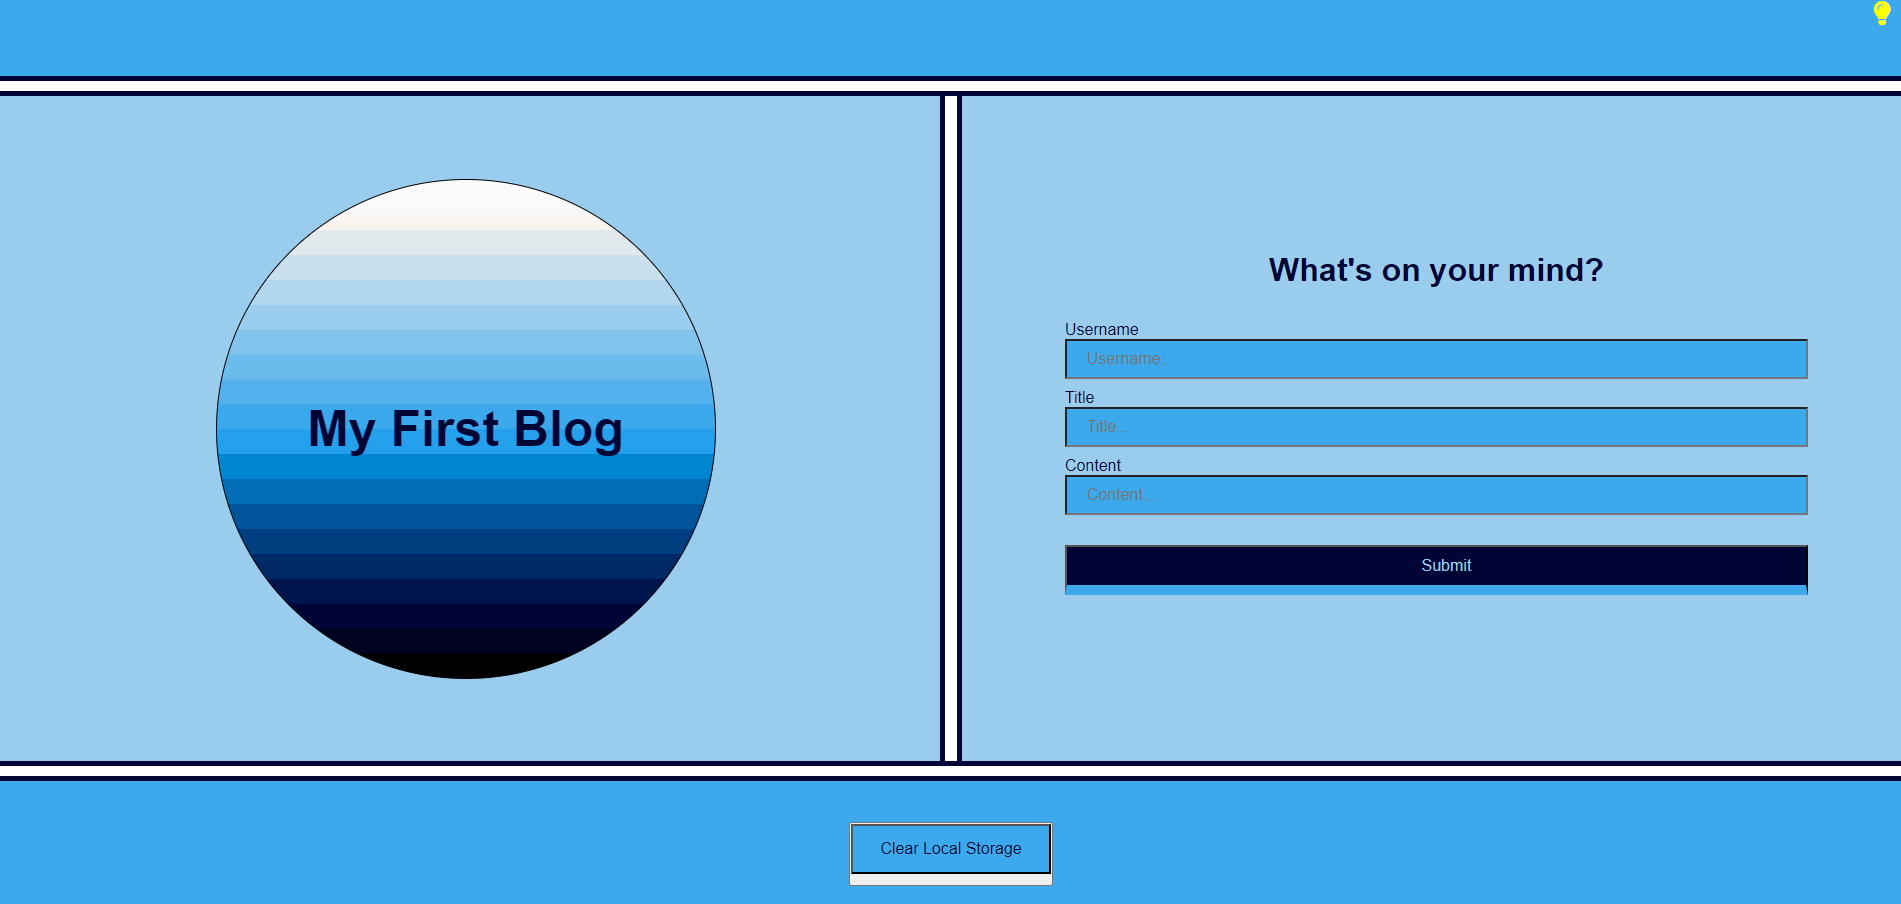 My First Blog
What's on your mind?
Username
Username..
Title
Title...
Content
Content...
Submit
Clear Local Storage